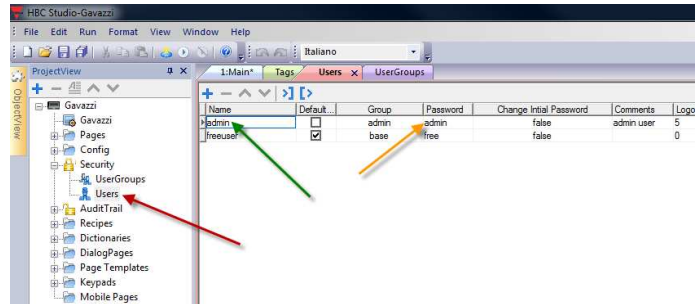 HBC Studio-Gavazzi
File Edit Run Format View Window Help
Italiano
ProjectView
1:Main* Tags Users x UserGroups
ObjectView
Name Default... Group Password Change Intial Password Comments Logo
admin admin admin false admin user 5
freeuser base free false 0
Gavazzi
Gavazzi
Pages
Config
Security
UserGroups
Users
AuditTrail
Recipes
Dictionaries
DialogPages
Page Templates
Keypads
Mobile Pages